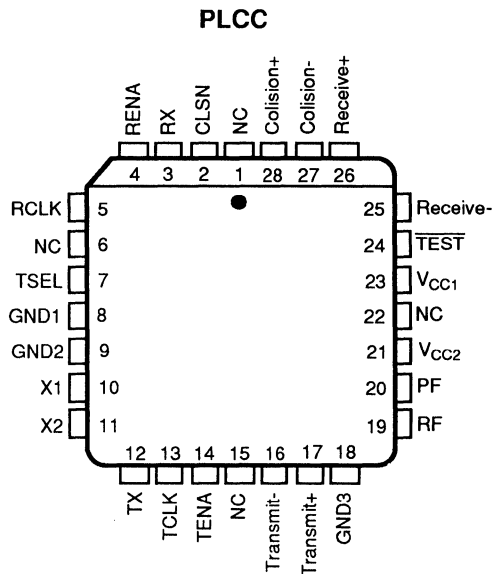 PLCC
RENA RX CLSN NC Colision+ Colision- Receive+
4 3 2 1 28 27 26
RCLK 5 25 Receive-
NC 6 24 TEST
TSEL 7 23 VCC1
GND1 8 22 NC
GND2 9 21 VCC2
X1 10 20 PF
X2 11 19 RF
12 13 14 15 16 17 18
TX TCLK TENA NC Transmit- Transmit+ GND3